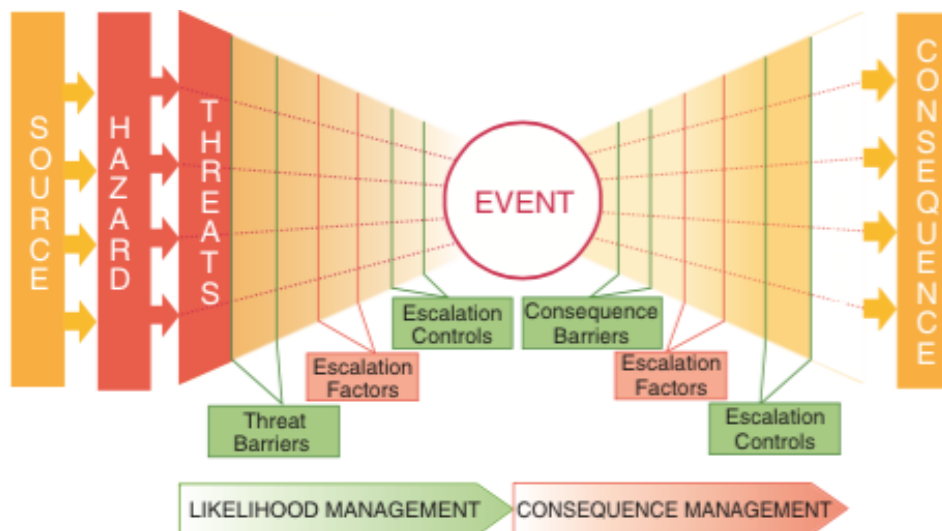 SOURCE
HAZARD
THREATS
EVENT
CONSEQUENCE
Escalation
Controls
Consequence
Barriers
Escalation
Factors
Escalation
Factors
Threat
Barriers
Escalation
Controls
LIKELIHOOD MANAGEMENT
CONSEQUENCE MANAGEMENT